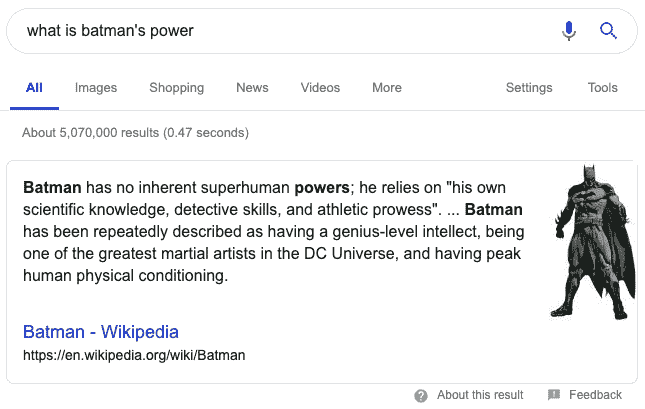 what is batman's power
All Images Shopping News Videos More Settings Tools
About 5,070,000 results (0.47 seconds)
Batman has no inherent superhuman powers; he relies on "his own
scientific knowledge, detective skills, and athletic prowess". ... Batman
has been repeatedly described as having a genius-level intellect, being
one of the greatest martial artists in the DC Universe, and having peak
human physical conditioning.
Batman - Wikipedia
https://en.wikipedia.org/wiki/Batman
About this result Feedback